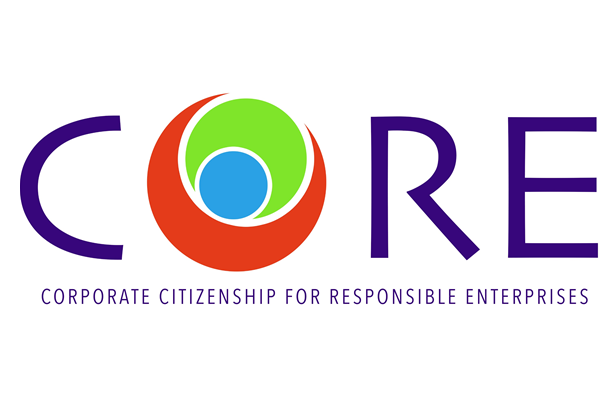 CORE
CORPORATE CITIZENSHIP FOR RESPONSIBLE ENTERPRISES